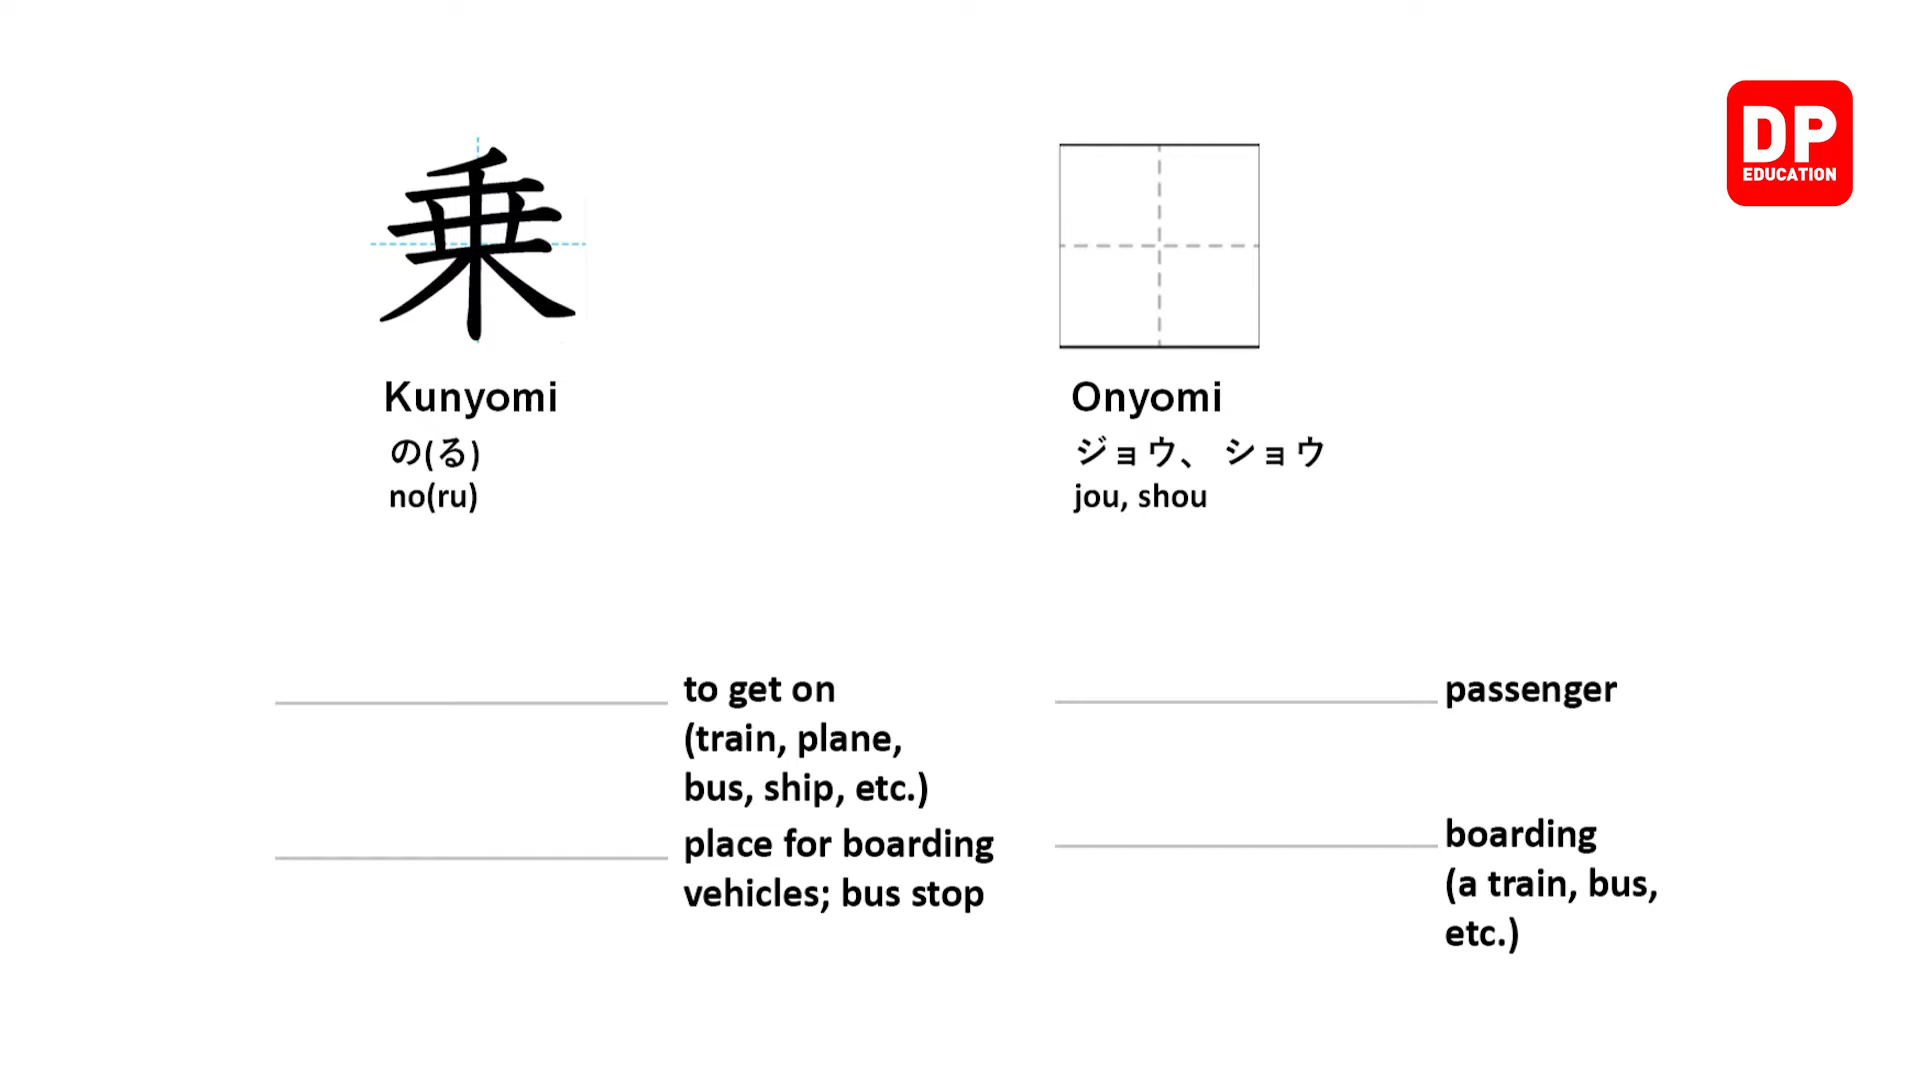 DP
EDUCATION
乗
Kunyomi
の(る)
no(ru)
Onyomi
ジョウ、 ショウ
jou, shou
to get on
(train, plane,
bus, ship, etc.)
place for boarding
vehicles; bus stop
passenger
boarding
(a train, bus,
etc.)